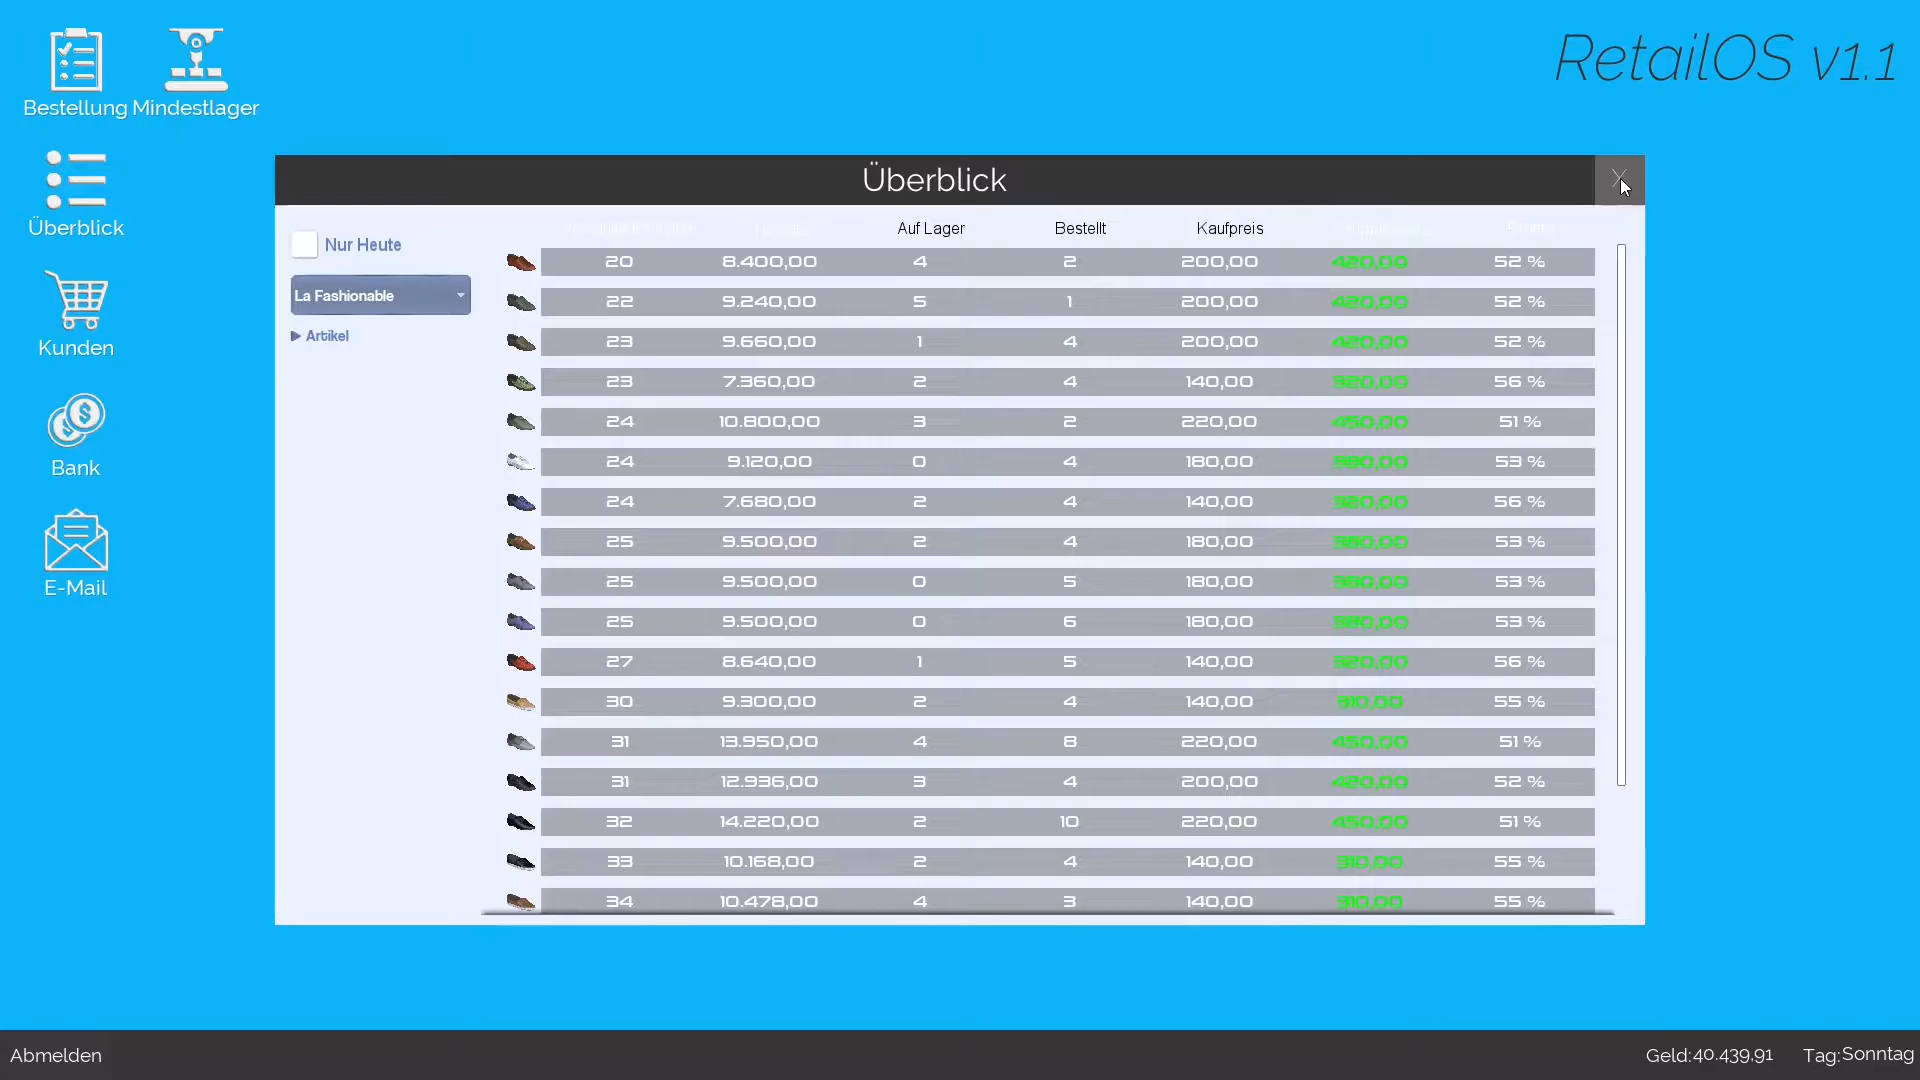 RetailOS v1.1
Bestellung Mindestlager
Überblick
X
Überblick
Auf Lager Bestellt Kaufpreis
Nur Heute
La Fashionable
Artikel
20 8.400,00 4 2 200,00 420,00 52 %
22 9.240,00 5 1 200,00 420,00 52 %
23 9.660,00 1 4 200,00 420,00 52 %
23 7.360,00 2 4 140,00 320,00 56 %
24 10.800,00 3 2 220,00 450,00 51 %
24 9.120,00 0 4 180,00 380,00 53 %
24 7.680,00 2 4 140,00 320,00 56 %
25 9.500,00 2 4 180,00 380,00 53 %
25 9.500,00 0 5 180,00 380,00 53 %
25 9.500,00 0 6 180,00 380,00 53 %
27 8.640,00 1 5 140,00 320,00 56 %
30 9.300,00 2 4 140,00 310,00 55 %
31 13.950,00 4 8 220,00 450,00 51 %
31 12.936,00 3 4 200,00 420,00 52 %
32 14.220,00 2 10 220,00 450,00 51 %
33 10.168,00 2 4 140,00 310,00 55 %
34 10.478,00 4 3 140,00 310,00 55 %
Kunden
Bank
E-Mail
Abmelden
Geld: 40.439,91 Tag: Sonntag